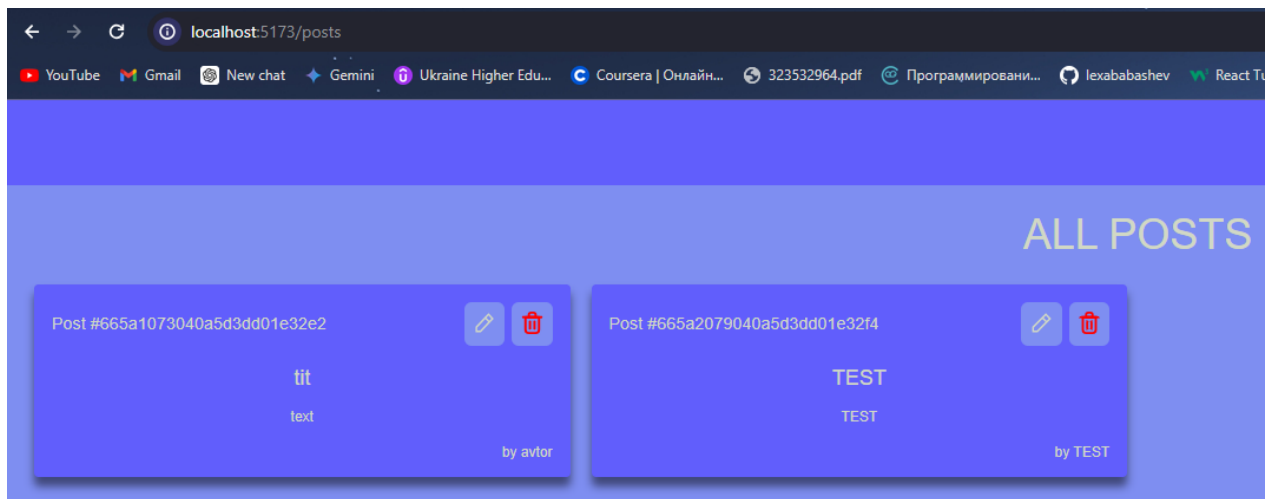 localhost:5173/posts
YouTube Gmail New chat Gemini Ukraine Higher Edu... Coursera | Онлайн... 323532964.pdf Программировани... lexababashev React Tu
ALL POSTS
Post #665a1073040a5d3dd01e32e2
tit
text
by avtor
Post #665a2079040a5d3dd01e32f4
TEST
TEST
by TEST